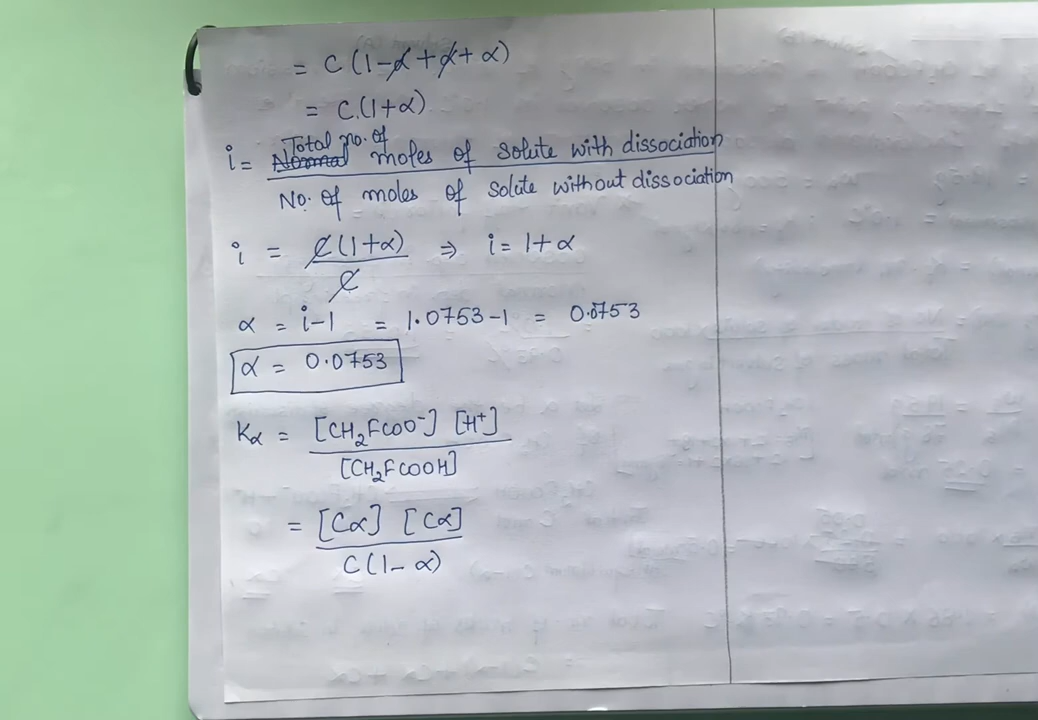 = C (1-α + α + α)
= C.(1+α)
i = Total no. of Normal moles of Solute with dissociation
No. of moles of Solute without dissociation
i = C(1+α) / C ⇒ i = 1+ α
α = i-1 = 1.0753-1 = 0.0753
α = 0.0753
Kα = [CH₂FCOO⁻] [H⁺]
[CH₂FCOOH]
= [Cα] [Cα]
C(1- α)